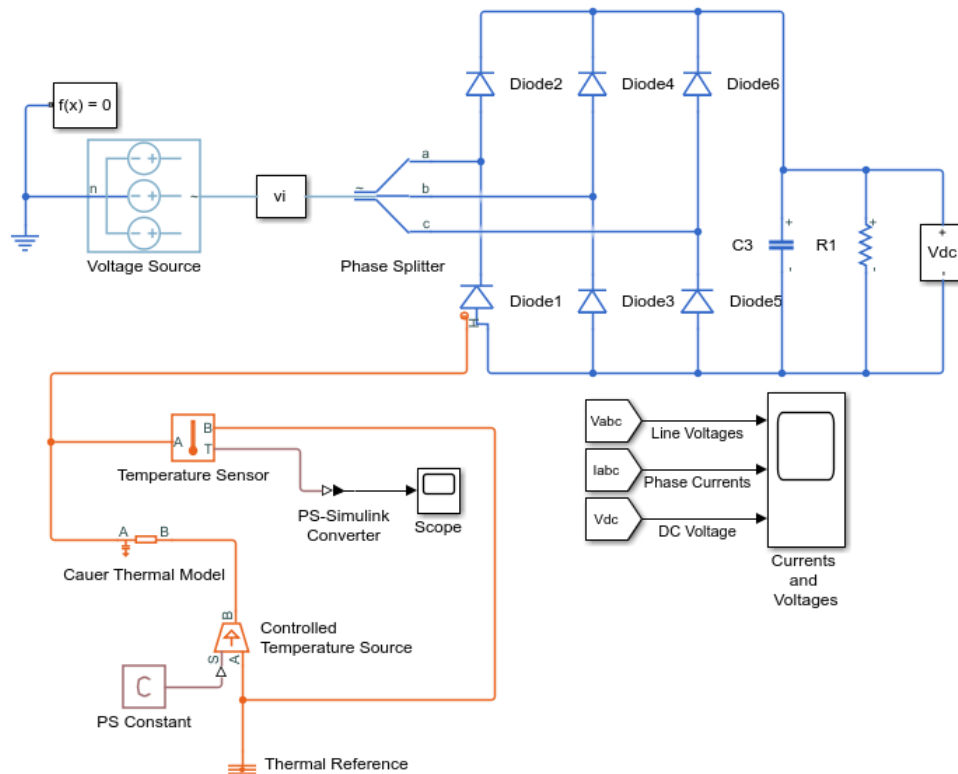 Diode2
Diode4
Diode6
f(x) = 0
n
~
vi
~
a
b
c
Voltage Source
Phase Splitter
+
C3
-
R1
+
-
+
Vdc
-
Diode1
Diode3
Diode5
H
A
B
T
Temperature Sensor
PS-Simulink
Converter
Scope
Vabc
Line Voltages
Iabc
Phase Currents
Vdc
DC Voltage
Currents
and
Voltages
A
B
Cauer Thermal Model
B
S
A
Controlled
Temperature Source
C
PS Constant
Thermal Reference